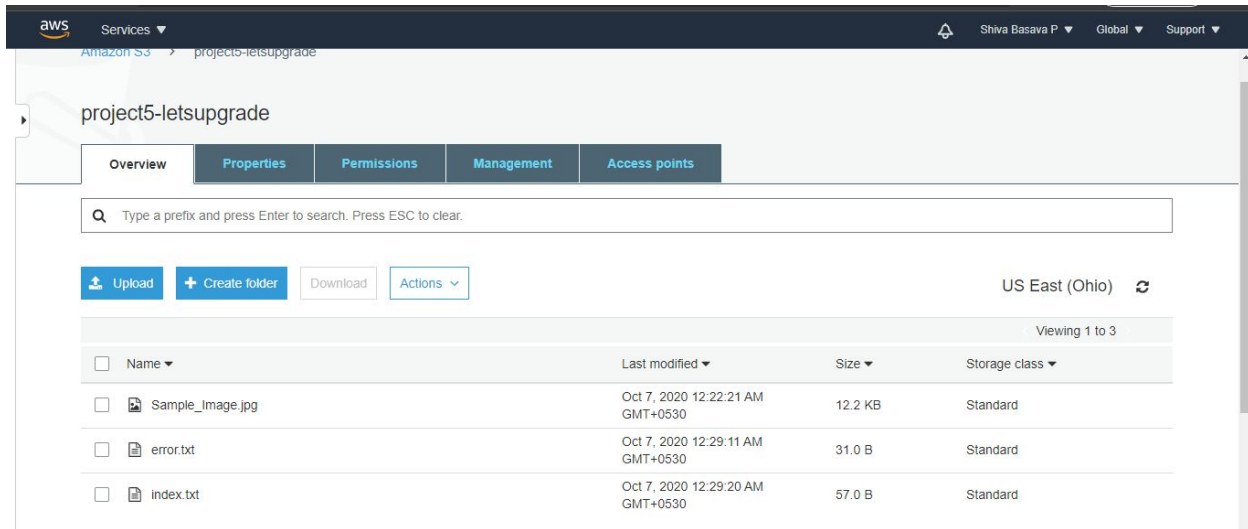 aws Services Shiva Basava P Global Support
Amazon S3 > project5-letsupgrade
project5-letsupgrade
Overview Properties Permissions Management Access points
Type a prefix and press Enter to search. Press ESC to clear.
Upload + Create folder Download Actions US East (Ohio)
Viewing 1 to 3
Name Last modified Size Storage class
Sample_Image.jpg Oct 7, 2020 12:22:21 AM GMT+0530 12.2 KB Standard
error.txt Oct 7, 2020 12:29:11 AM GMT+0530 31.0 B Standard
index.txt Oct 7, 2020 12:29:20 AM GMT+0530 57.0 B Standard